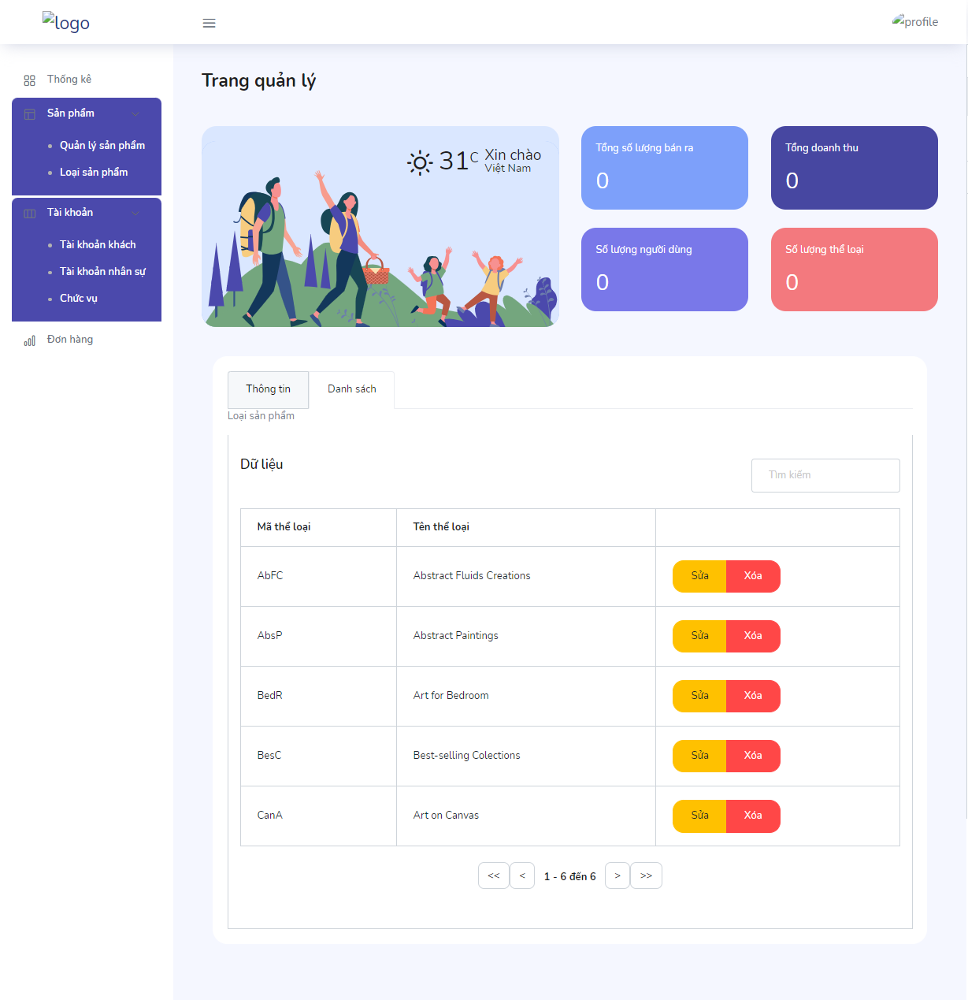 logo
profile
Thống kê
Sản phẩm
Quản lý sản phẩm
Loại sản phẩm
Tài khoản
Tài khoản khách
Tài khoản nhân sự
Chức vụ
Đơn hàng
Trang quản lý
31C Xin chào
Việt Nam
Tổng số lượng bán ra
0
Tổng doanh thu
0
Số lượng người dùng
0
Số lượng thể loại
0
Thông tin Danh sách
Loại sản phẩm
Dữ liệu
Tìm kiếm
Mã thể loại Tên thể loại
AbFC Abstract Fluids Creations Sửa Xóa
AbsP Abstract Paintings Sửa Xóa
BedR Art for Bedroom Sửa Xóa
BesC Best-selling Colections Sửa Xóa
CanA Art on Canvas Sửa Xóa
<< < 1 - 6 đến 6 > >>